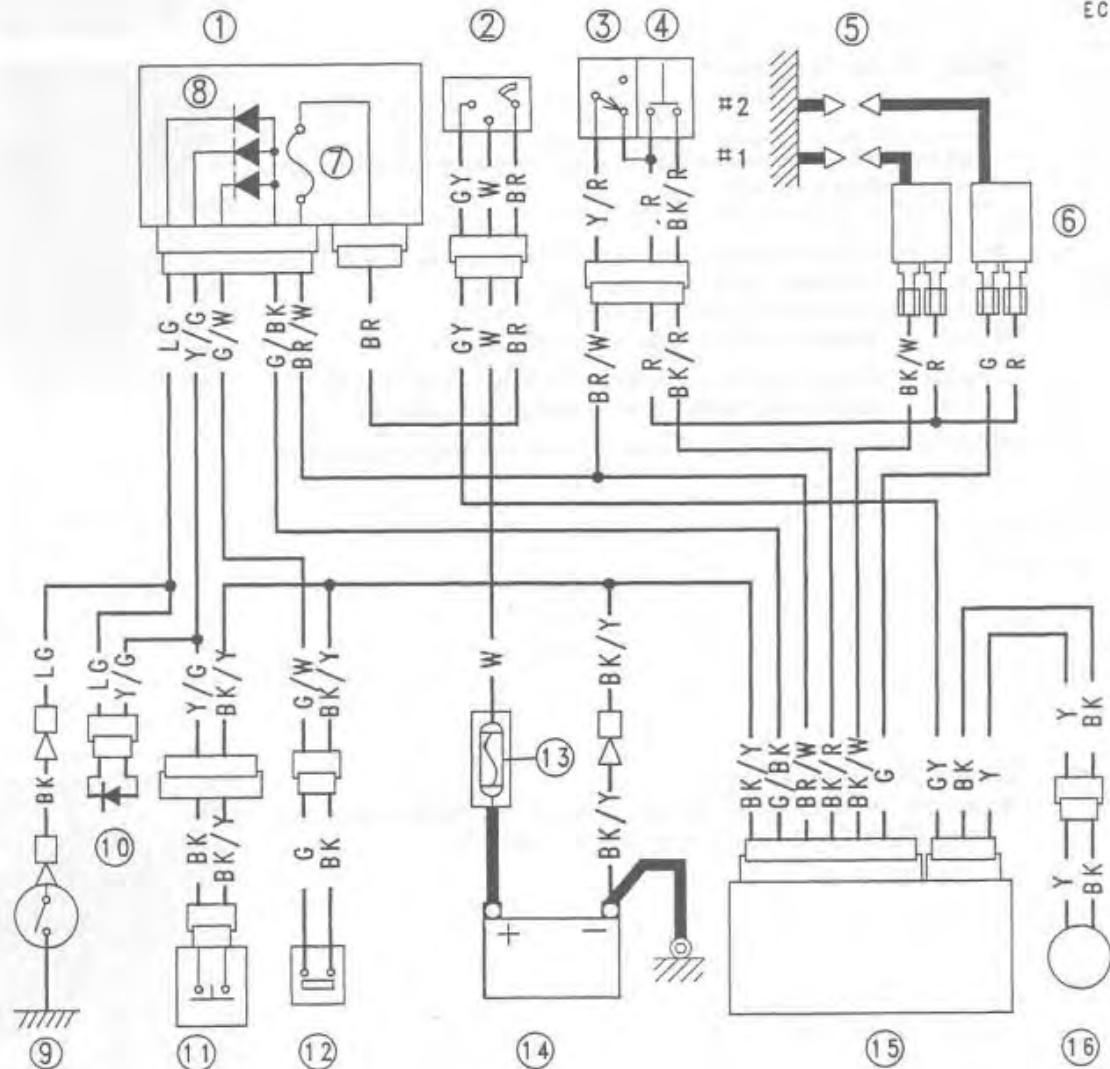 EC
① ② ③ ④ ⑤
⑧
#2
⑦
#1
GY W BR Y/R R BK/R
⑥
LG Y/G G/W G/BK BR/W BR GY W BR BR/W R BK/R BK/W R G R
LG LG Y/G Y/G BK/Y G/W BK/Y W BK/Y BK/Y G/BK BR/W BK/R BK/W G GY BK Y Y BK
⑬
BK BK BK/Y G BK BK/Y Y BK
⑩
+ −
⑨ ⑪ ⑫ ⑭ ⑮ ⑯